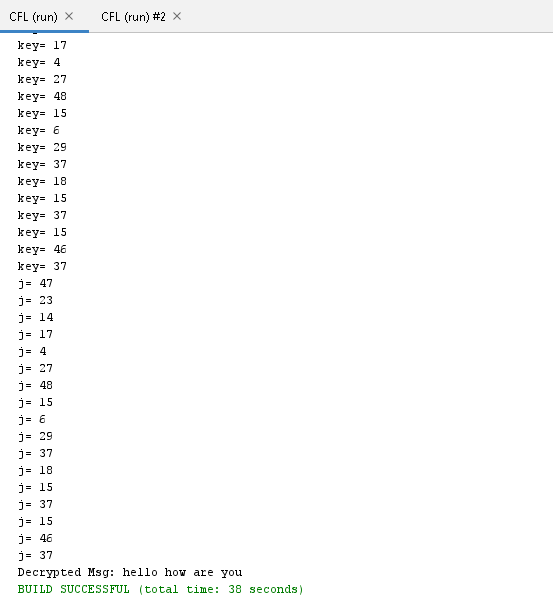 CFL (run) × CFL (run) #2 ×
key= 17
key= 4
key= 27
key= 48
key= 15
key= 6
key= 29
key= 37
key= 18
key= 15
key= 37
key= 15
key= 46
key= 37
j= 47
j= 23
j= 14
j= 17
j= 4
j= 27
j= 48
j= 15
j= 6
j= 29
j= 37
j= 18
j= 15
j= 37
j= 15
j= 46
j= 37
Decrypted Msg: hello how are you
BUILD SUCCESSFUL (total time: 38 seconds)